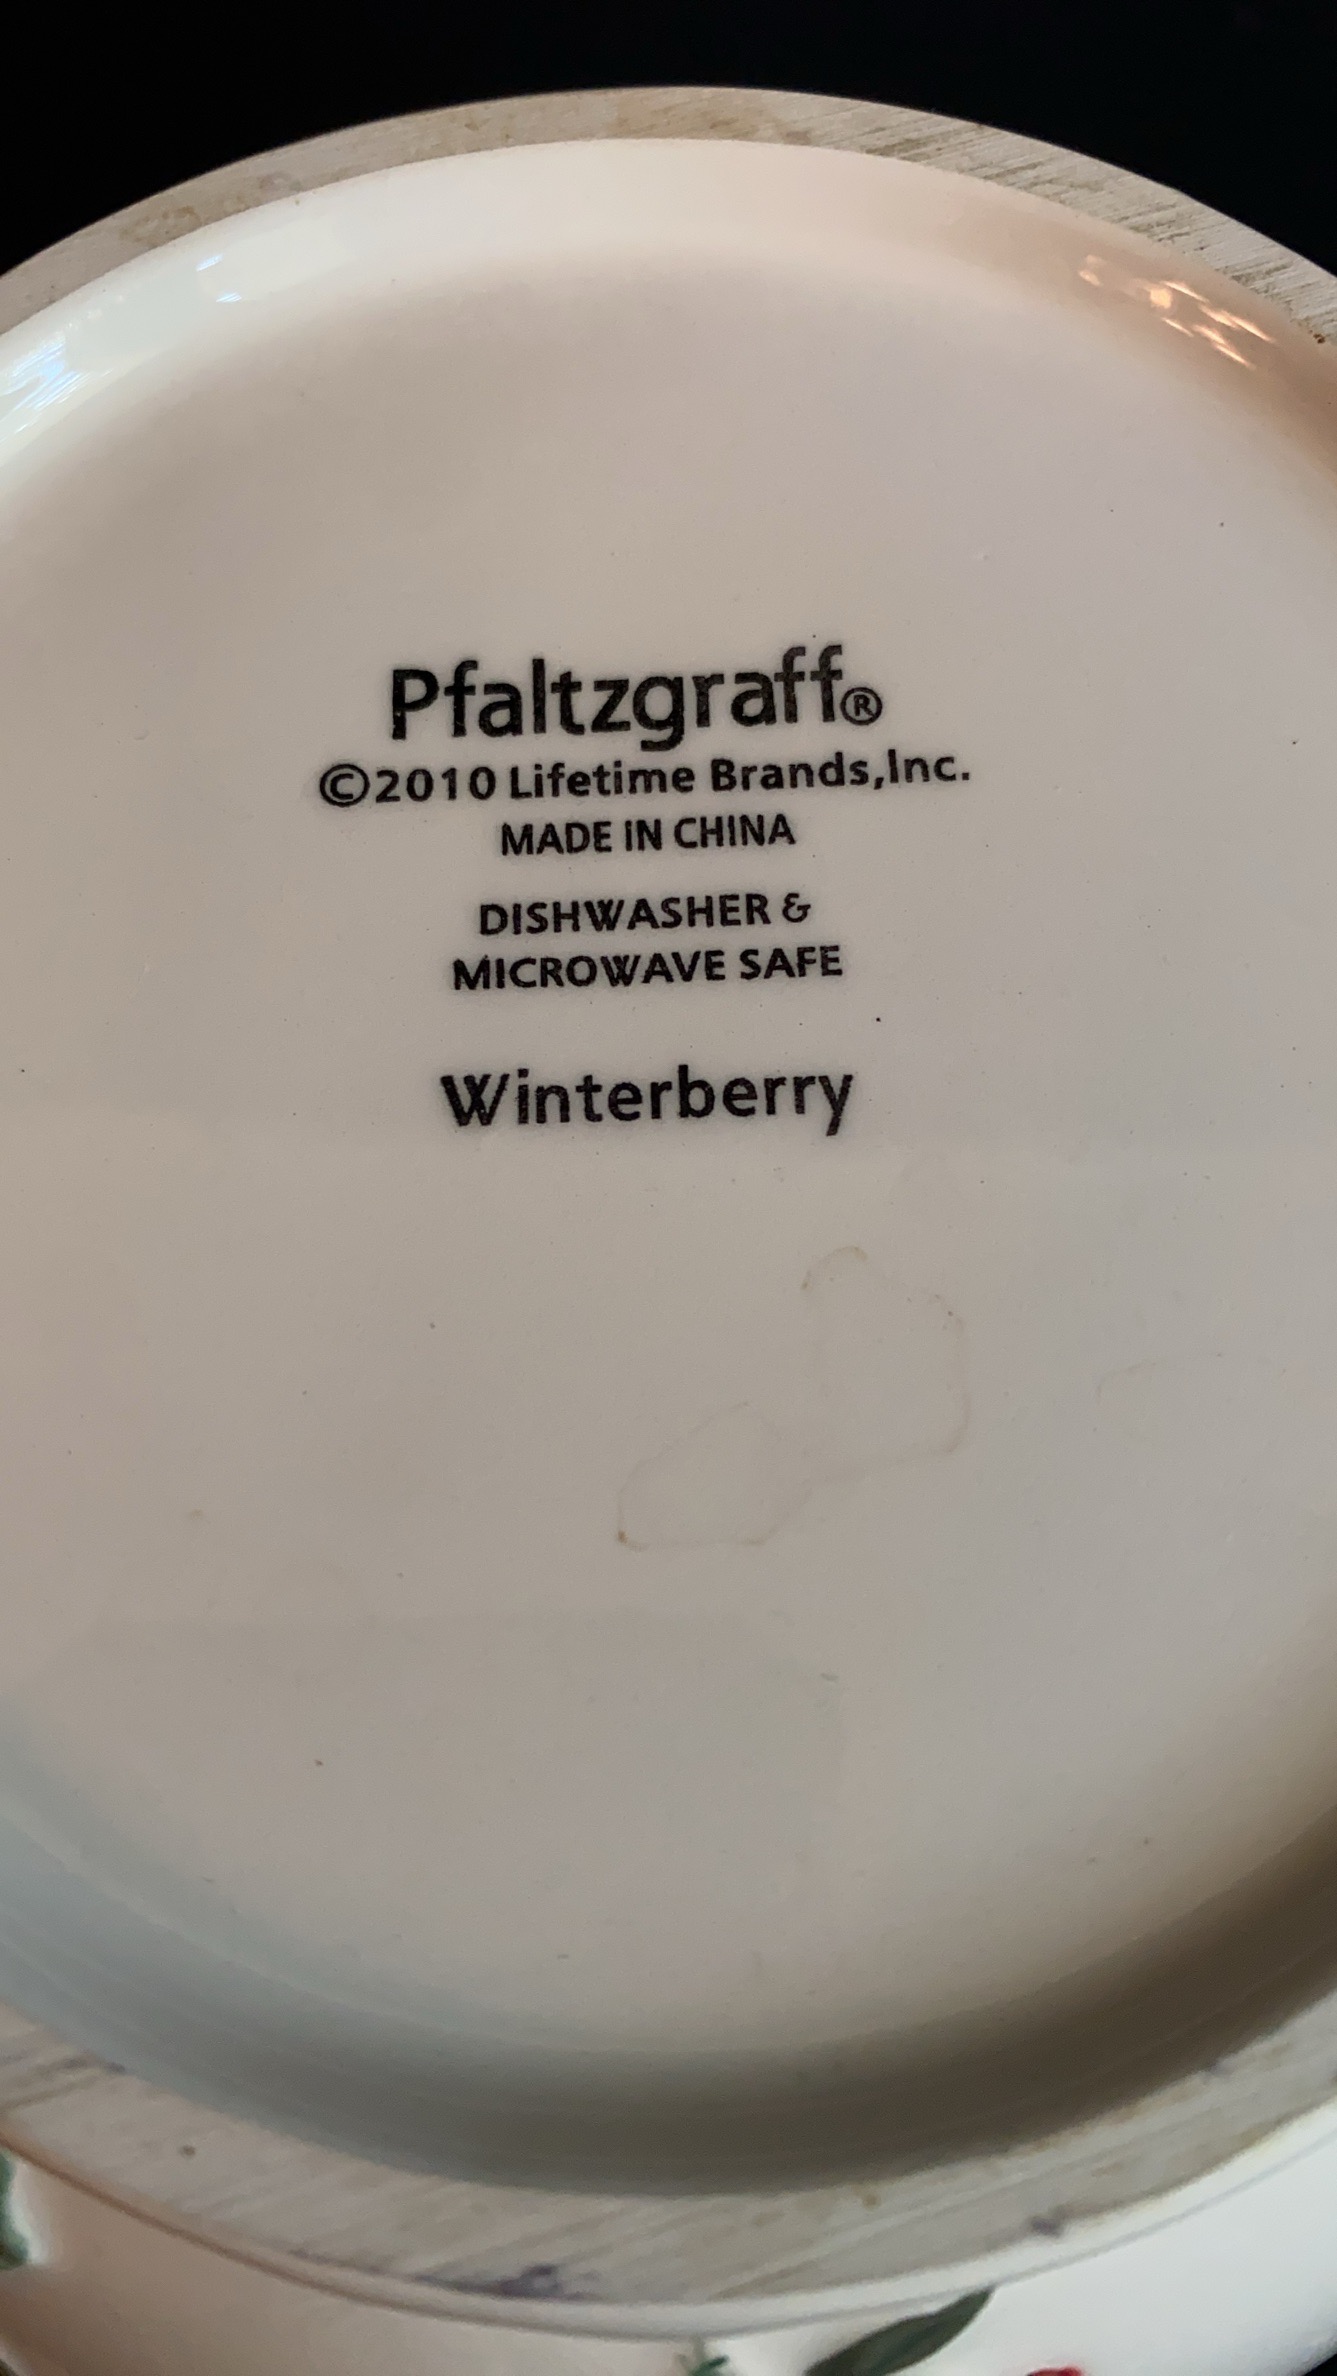 Pfaltzgraff®
©2010 Lifetime Brands,Inc.
MADE IN CHINA
DISHWASHER &
MICROWAVE SAFE
Winterberry